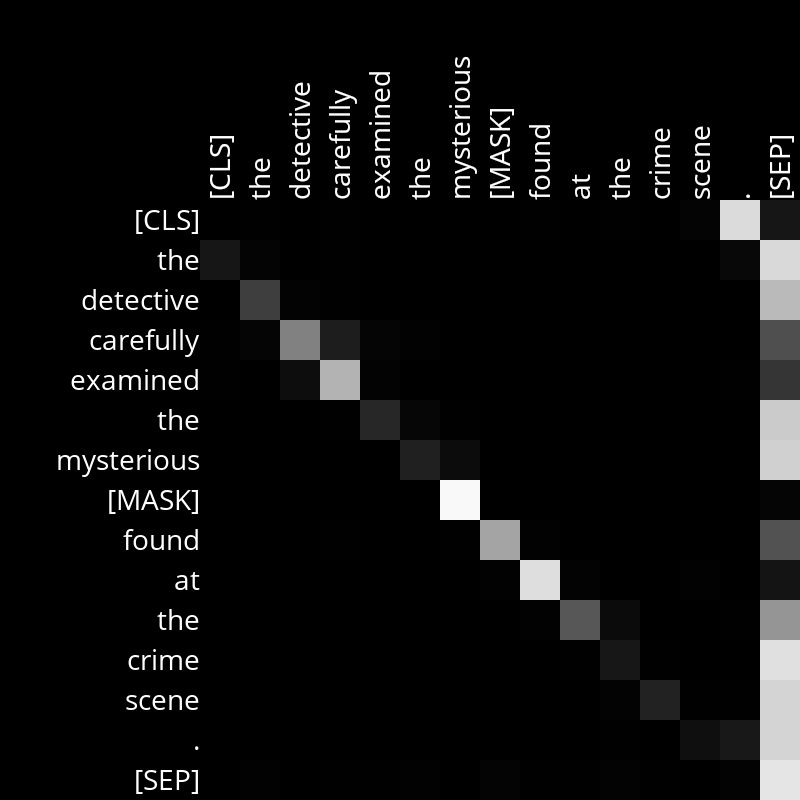 [CLS] the detective carefully examined the mysterious [MASK] found at the crime scene . [SEP]
[CLS]
the
detective
carefully
examined
the
mysterious
[MASK]
found
at
the
crime
scene
.
[SEP]